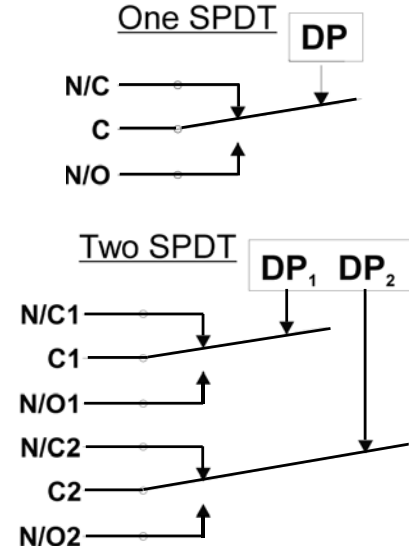 One SPDT
DP
N/C
C
N/O
Two SPDT
DP₁ DP₂
N/C1
C1
N/O1
N/C2
C2
N/O2